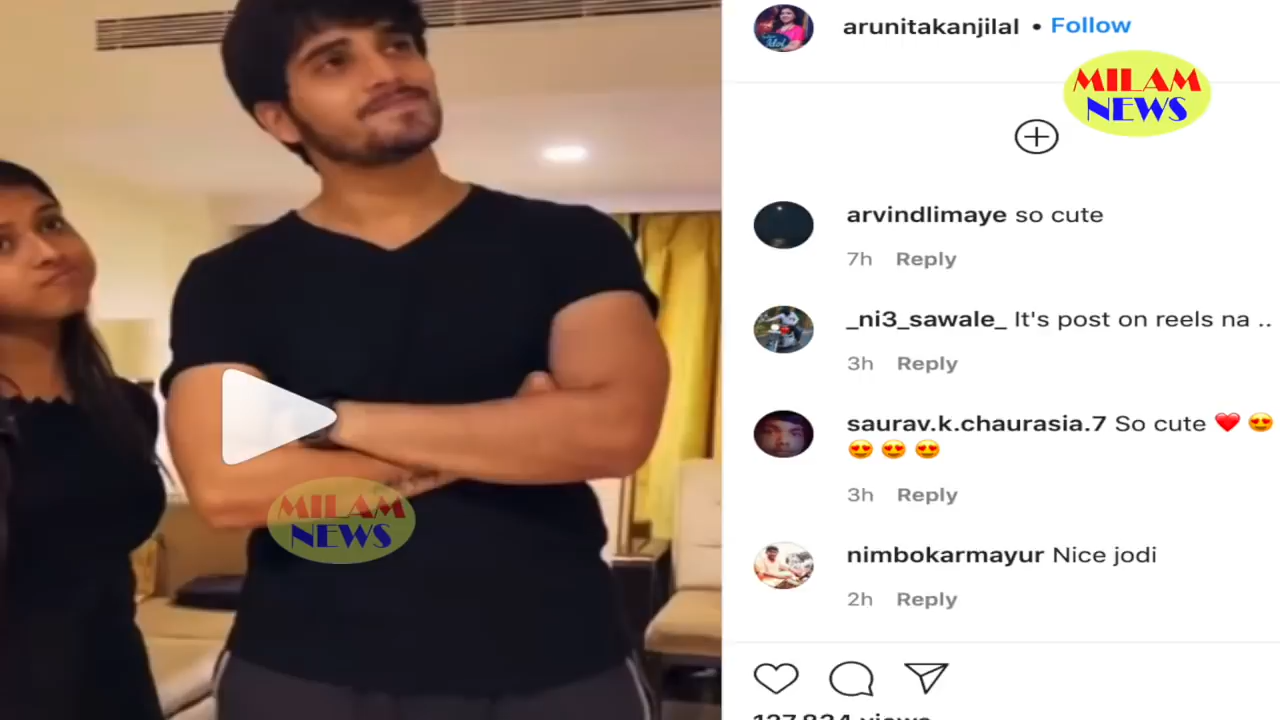 arunitakanjilal • Follow
MILAM
NEWS
arvindlimaye so cute
7h Reply
_ni3_sawale_ It's post on reels na ..
3h Reply
saurav.k.chaurasia.7 So cute ❤️ 😍
😍 😍 😍
3h Reply
nimbokarmayur Nice jodi
2h Reply
MILAM
NEWS
views